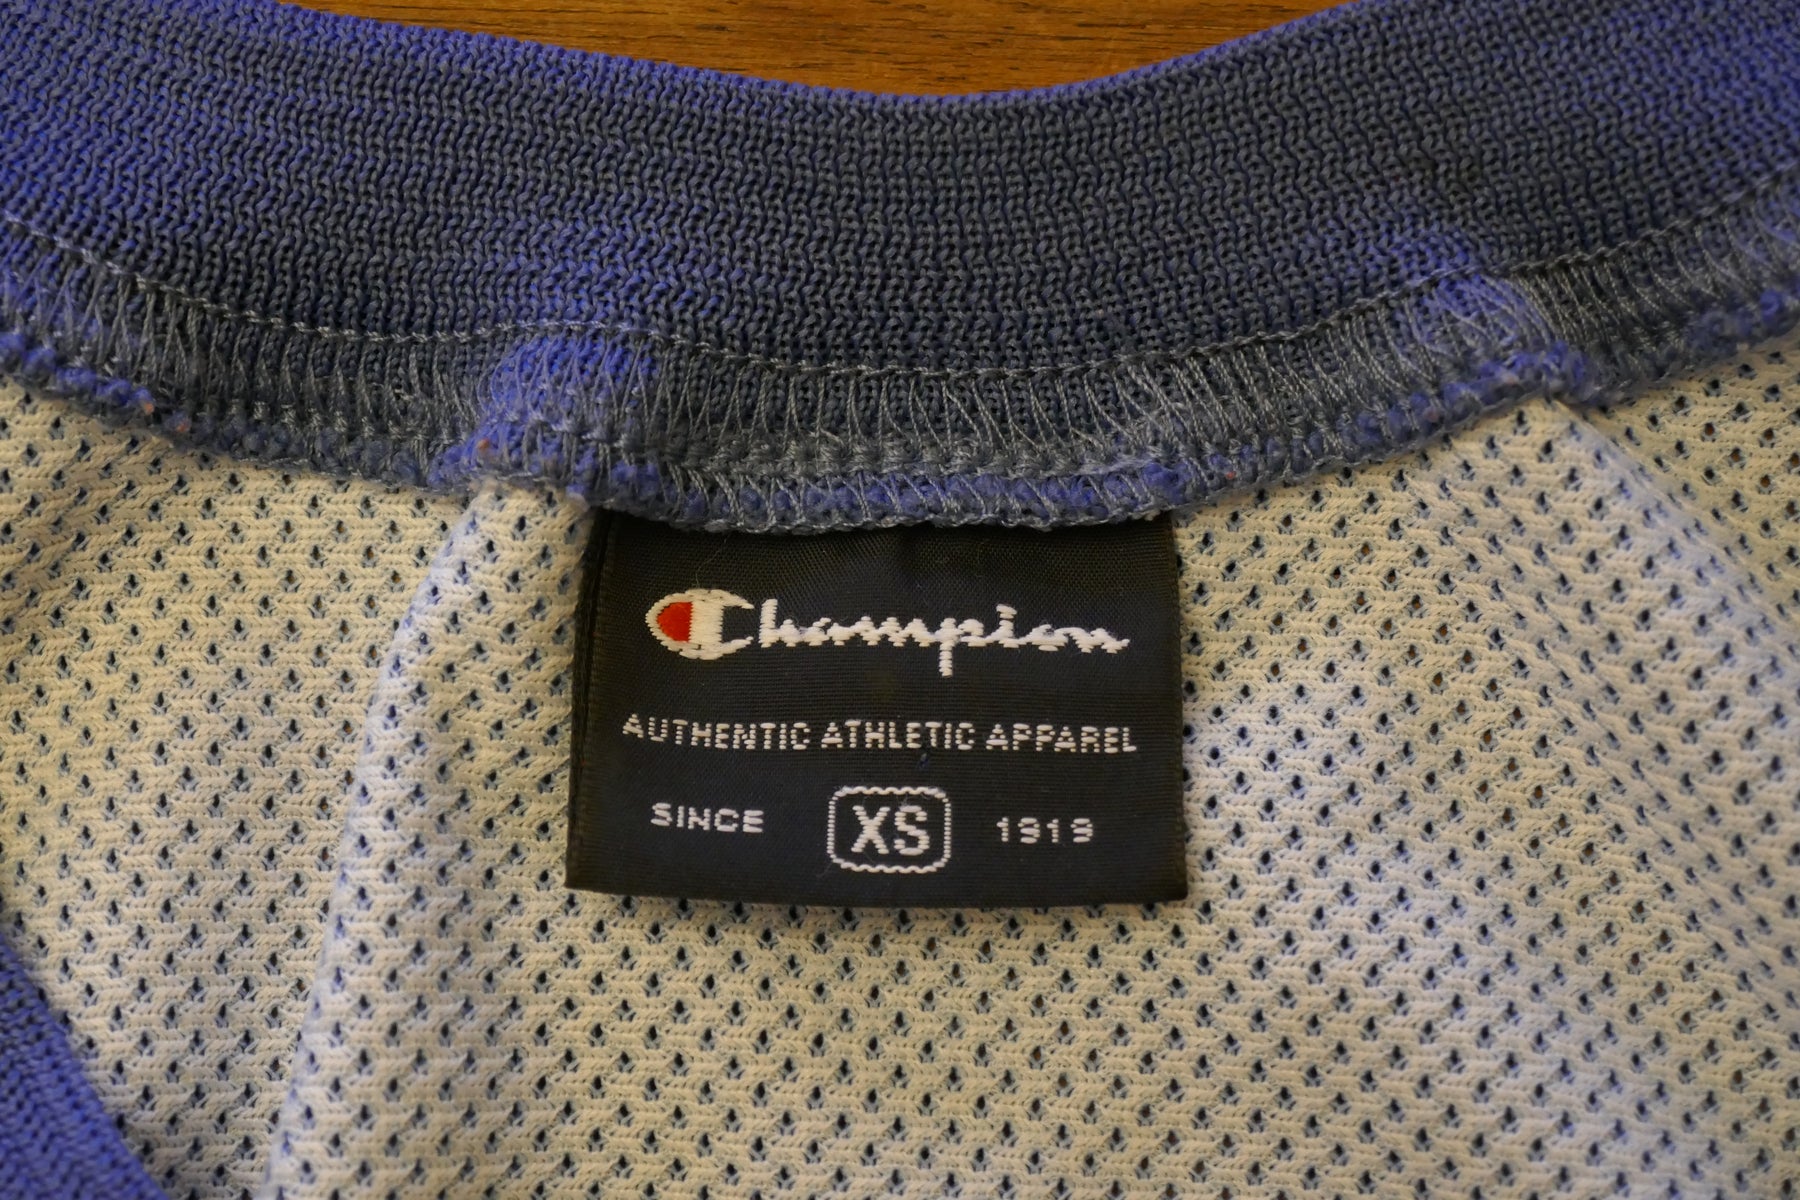 Champion
AUTHENTIC ATHLETIC APPAREL
SINCE XS 1919